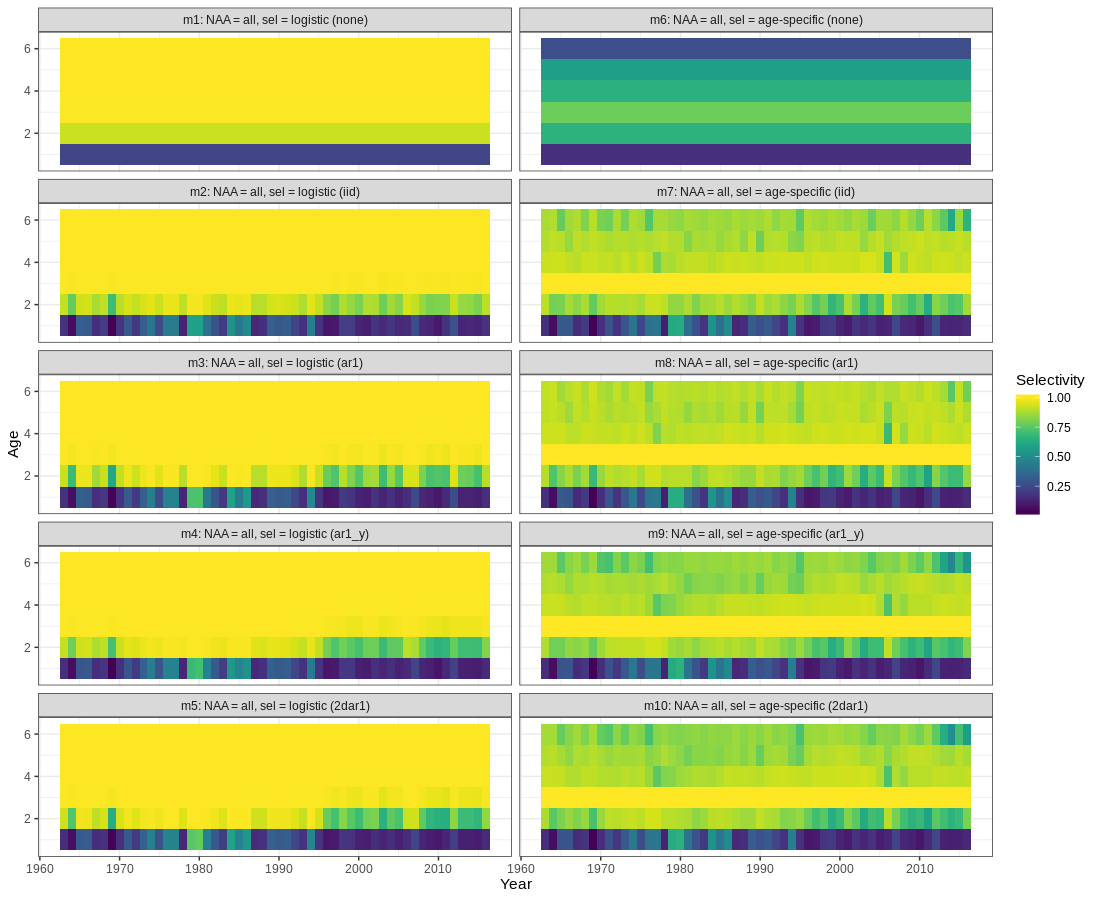 m1: NAA = all, sel = logistic (none)
m6: NAA = all, sel = age-specific (none)
6
4
2
m2: NAA = all, sel = logistic (iid)
m7: NAA = all, sel = age-specific (iid)
6
4
2
m3: NAA = all, sel = logistic (ar1)
m8: NAA = all, sel = age-specific (ar1)
6
4
2
Age
Selectivity
1.00
0.75
0.50
0.25
m4: NAA = all, sel = logistic (ar1_y)
m9: NAA = all, sel = age-specific (ar1_y)
6
4
2
m5: NAA = all, sel = logistic (2dar1)
m10: NAA = all, sel = age-specific (2dar1)
6
4
2
1960 1970 1980 1990 2000 2010 1960 1970 1980 1990 2000 2010
Year